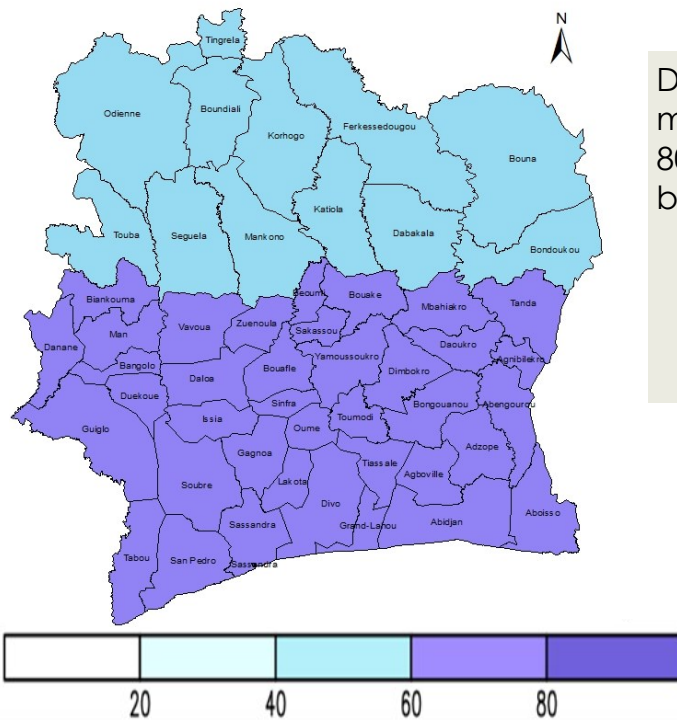 N
Tingrela
Odienne
Boundiali
Korhogo
Ferkessedougou
Bouna
Touba
Seguela
Mankono
Katiola
Dabakala
Bondoukou
Biankouma
Vavoua
Zuenoula
Beoumi
Bouake
Mbahiakro
Tanda
Danane
Man
Sakassou
Daoukro
Bangolo
Daloa
Bouafle
Yamoussoukro
Dimbokro
Agnibilekro
Duekoue
Sinfra
Bongouanou
Abengourou
Guiglo
Issia
Oume
Toumodi
Gagnoa
Tiassale
Agboville
Adzope
Soubre
Lakota
Divo
Sassandra
Grand-Lahou
Abidjan
Aboisso
Tabou
San Pedro
Sassandra
20 40 60 80